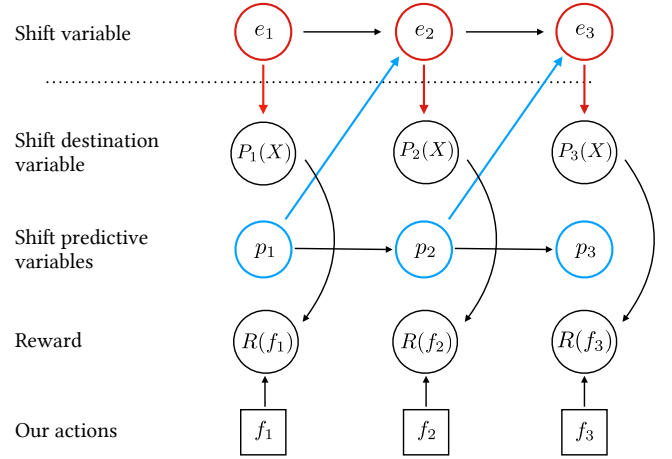 Shift variable e₁ e₂ e₃
Shift destination
variable
P₁(X) P₂(X) P₃(X)
Shift predictive
variables
p₁ p₂ p₃
Reward R(f₁) R(f₂) R(f₃)
Our actions f₁ f₂ f₃